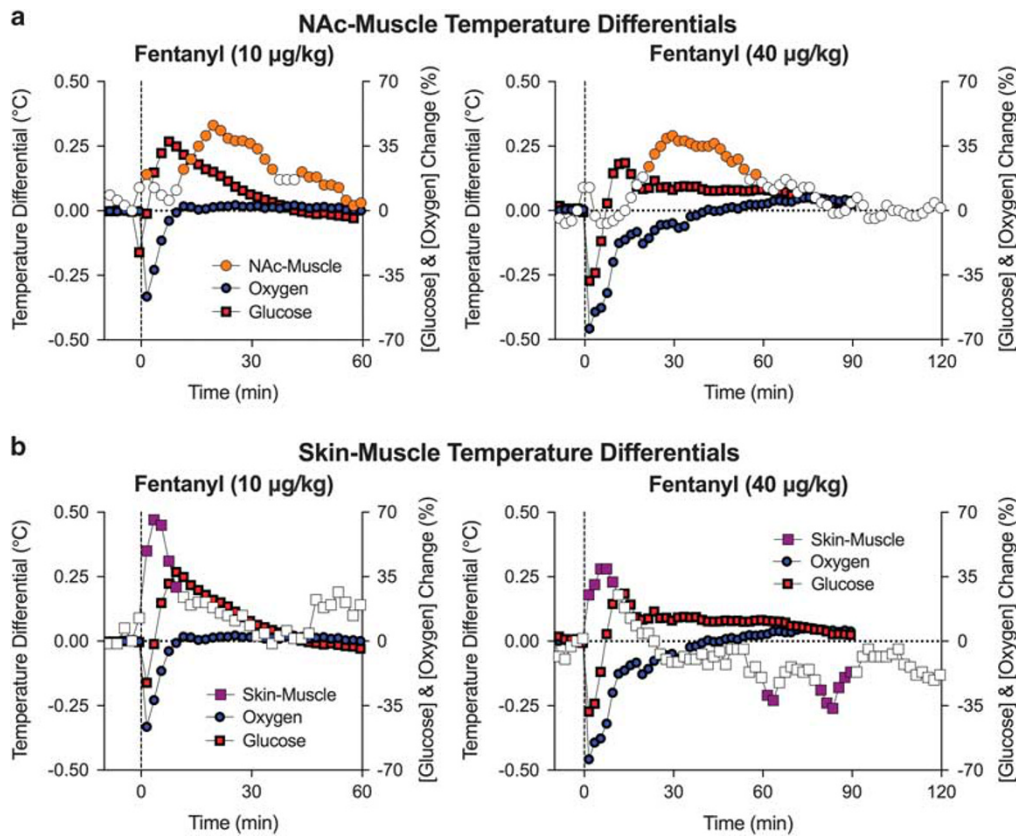 a
NAc-Muscle Temperature Differentials
Fentanyl (10 µg/kg)
Temperature Differential (°C)
0.50
0.25
0.00
-0.25
-0.50
NAc-Muscle
Oxygen
Glucose
70
35
0
-35
-70
[Glucose] & [Oxygen] Change (%)
0
30
60
Time (min)
Fentanyl (40 µg/kg)
Temperature Differential (°C)
0.50
0.25
0.00
-0.25
-0.50
70
35
0
-35
-70
[Glucose] & [Oxygen] Change (%)
0
30
60
90
120
Time (min)
b
Skin-Muscle Temperature Differentials
Fentanyl (10 µg/kg)
Temperature Differential (°C)
0.50
0.25
0.00
-0.25
-0.50
Skin-Muscle
Oxygen
Glucose
70
35
0
-35
-70
[Glucose] & [Oxygen] Change (%)
0
30
60
Time (min)
Fentanyl (40 µg/kg)
Temperature Differential (°C)
0.50
0.25
0.00
-0.25
-0.50
Skin-Muscle
Oxygen
Glucose
70
35
0
-35
-70
[Glucose] & [Oxygen] Change (%)
0
30
60
90
120
Time (min)